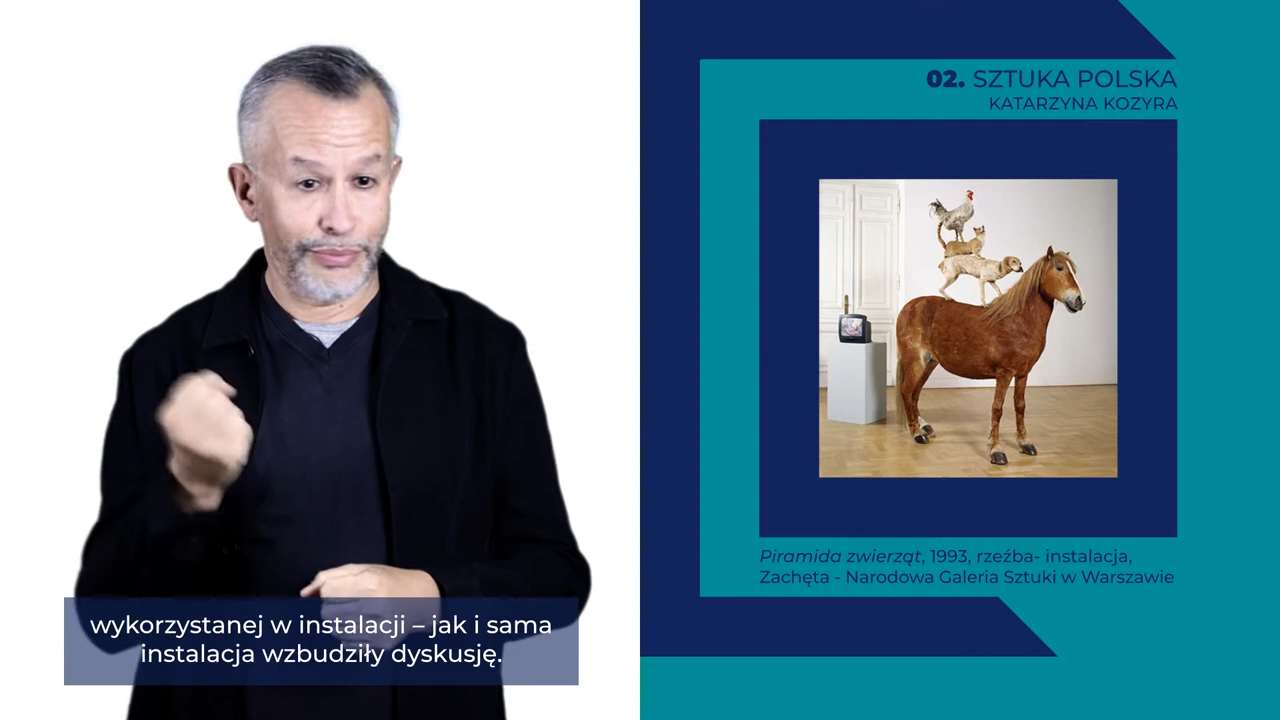 02. SZTUKA POLSKA
KATARZYNA KOZYRA
Piramida zwierząt, 1993, rzeźba- instalacja,
Zachęta - Narodowa Galeria Sztuki w Warszawie
wykorzystanej w instalacji – jak i sama
instalacja wzbudziły dyskusję.